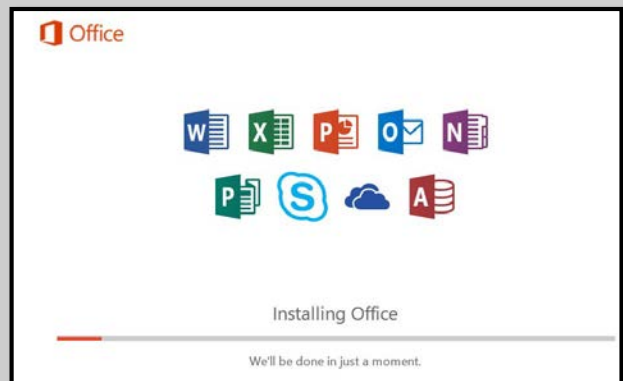 Office
W X P O N
P S A
Installing Office
We'll be done in just a moment.